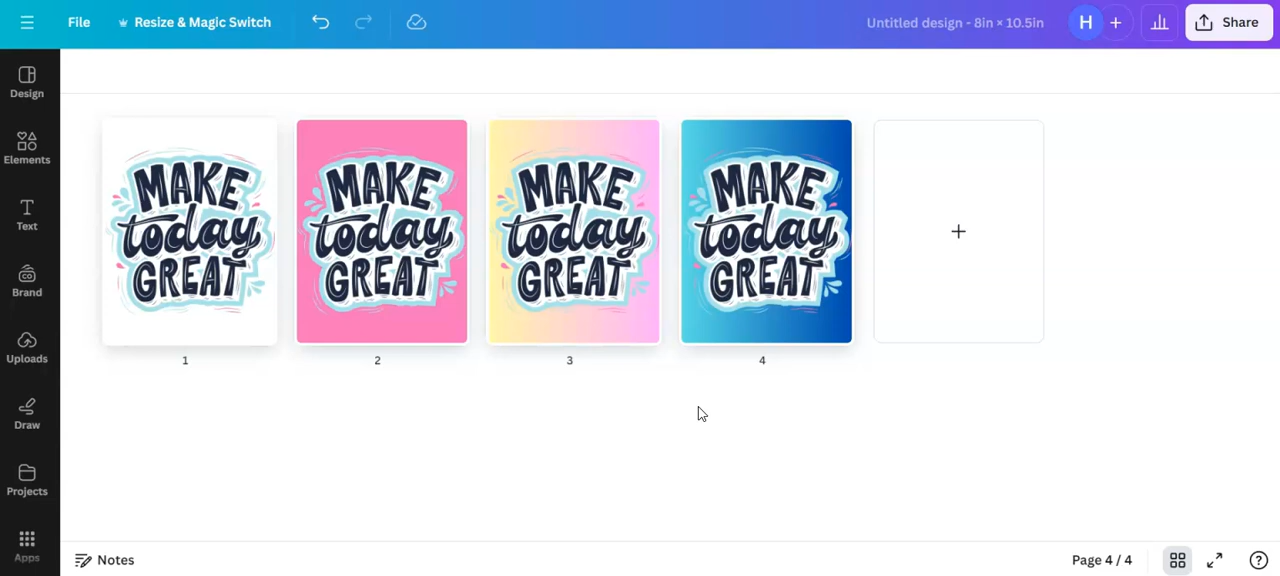 File
Resize & Magic Switch
Untitled design - 8in × 10.5in
H
Share
Design
Elements
Text
Brand
Uploads
Draw
Projects
Apps
MAKE
today
GREAT
1
MAKE
today
GREAT
2
MAKE
today
GREAT
3
MAKE
today
GREAT
4
Notes
Page 4 / 4